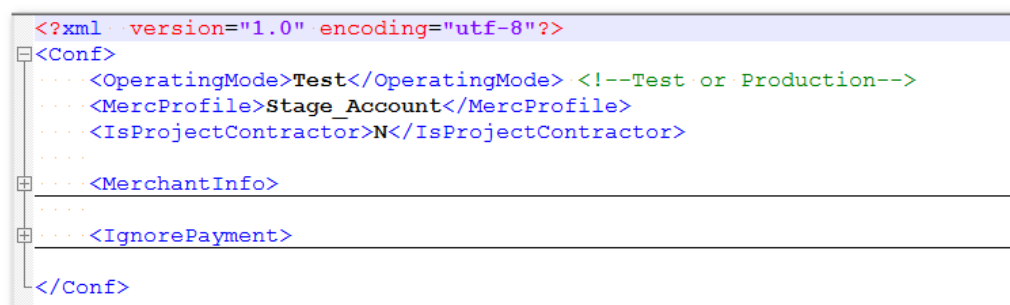 <?xml version="1.0" encoding="utf-8"?>
<Conf>
<OperatingMode>Test</OperatingMode> <!--Test or Production-->
<MercProfile>Stage_Account</MercProfile>
<IsProjectContractor>N</IsProjectContractor>
<MerchantInfo>
<IgnorePayment>
</Conf>